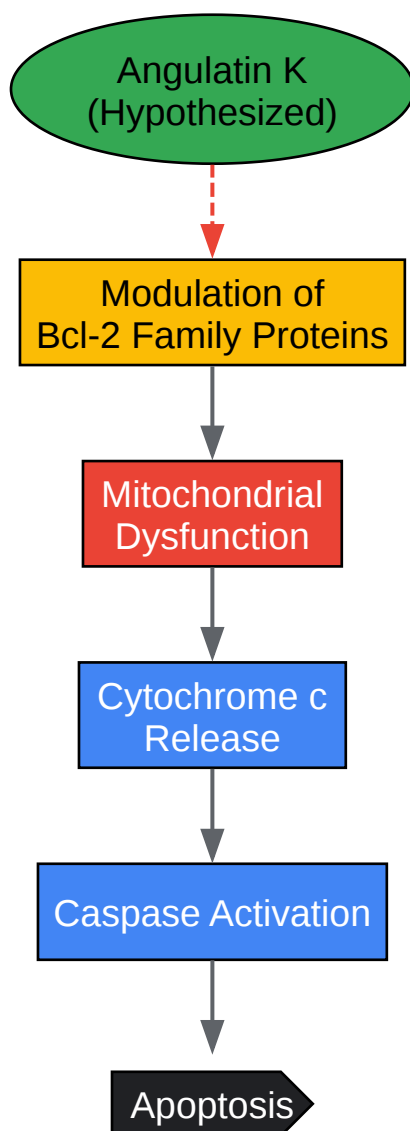 Angulatin K
(Hypothesized)
Modulation of
Bcl-2 Family Proteins
Mitochondrial
Dysfunction
Cytochrome c
Release
Caspase Activation
Apoptosis